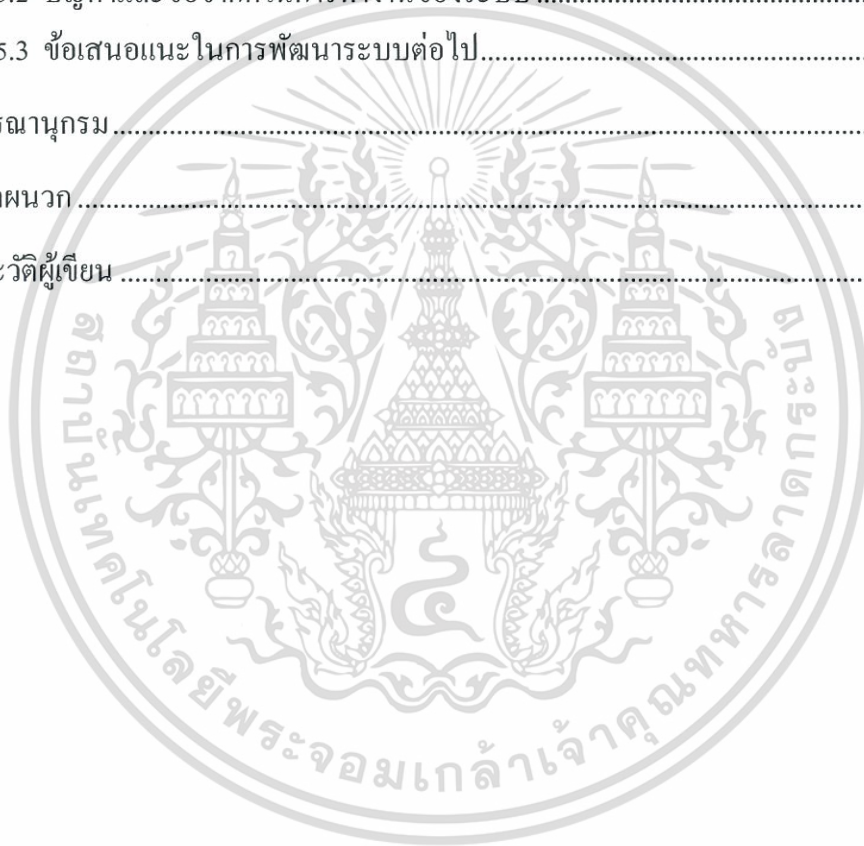 5.3 ข้อเสนอแนะในการพัฒนาระบบต่อไป
รณานุกรม
ผนวก
วัติผู้เขียน
สถาบันเทคโนโลยีพระจอมเกล้าเจ้าคุณทหารลาดกระบัง